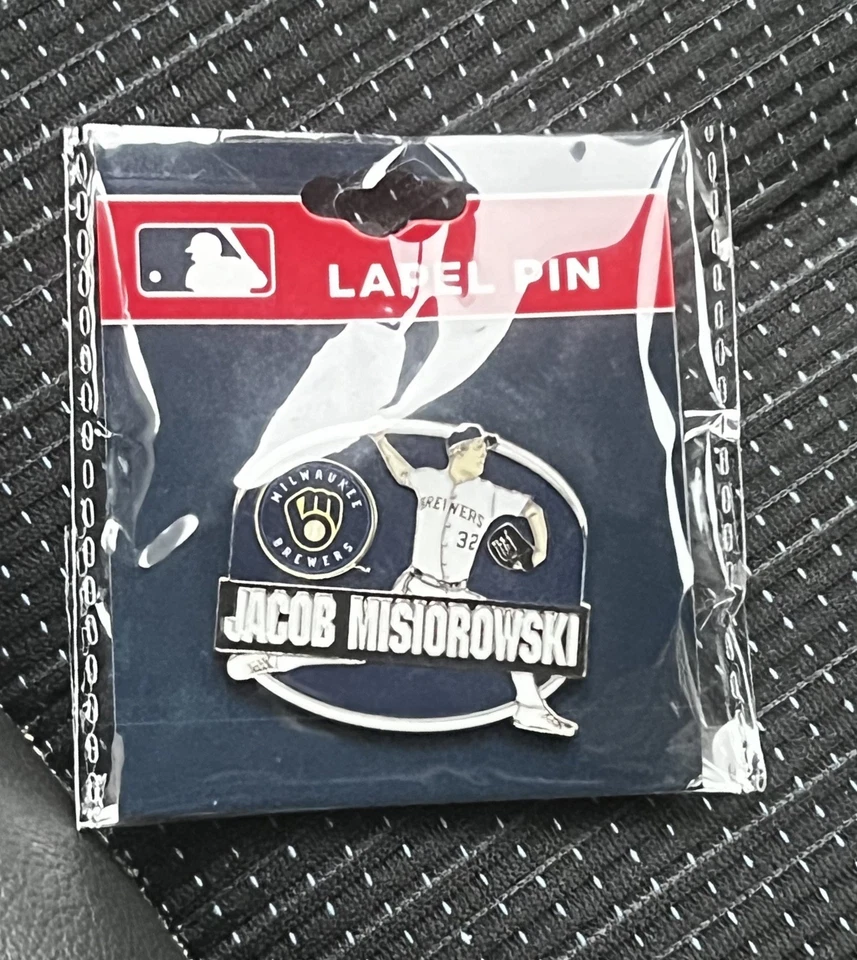 LAPEL PIN
MILWAUKEE
BREWERS
BREWERS
32
JACOB MISIOROWSKI